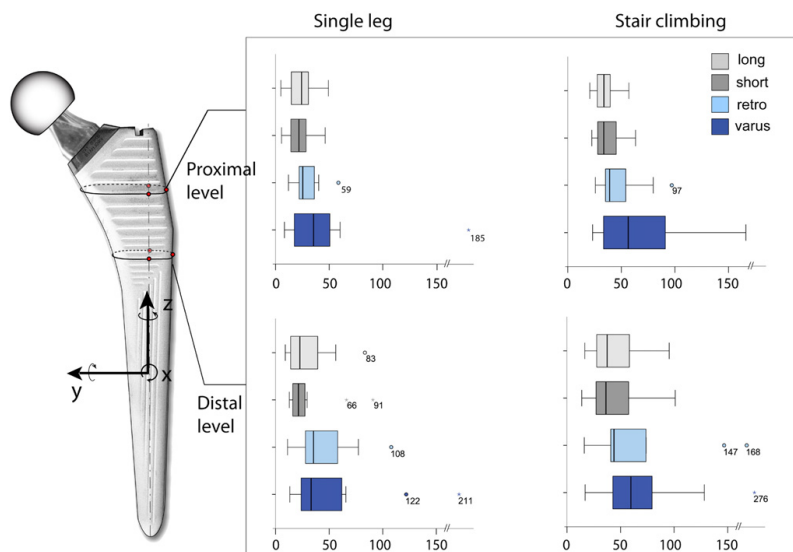 Single leg
Stair climbing
long
short
retro
varus
Proximal
level
59
97
185
0 50 100 150
0 50 100 150
z
y
x
Distal
level
83
66 91
108
147 168
122 211
276
0 50 100 150
0 50 100 150